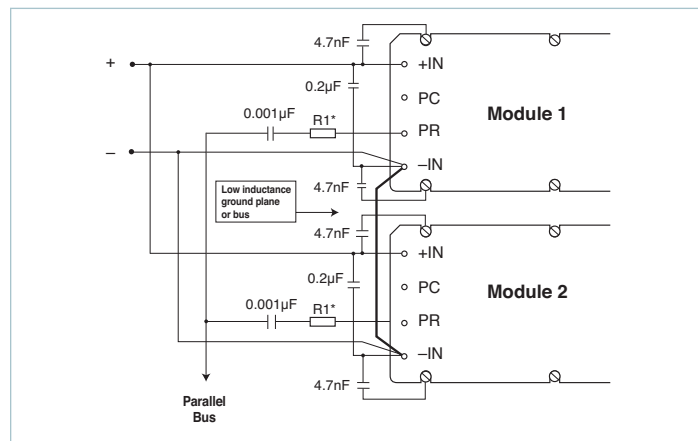 4.7nF
+
+IN
0.2µF
PC
Module 1
0.001µF
R1*
PR
–
–IN
4.7nF
Low inductance
ground plane
or bus
4.7nF
+IN
0.2µF
PC
Module 2
0.001µF
R1*
PR
–IN
4.7nF
Parallel
Bus